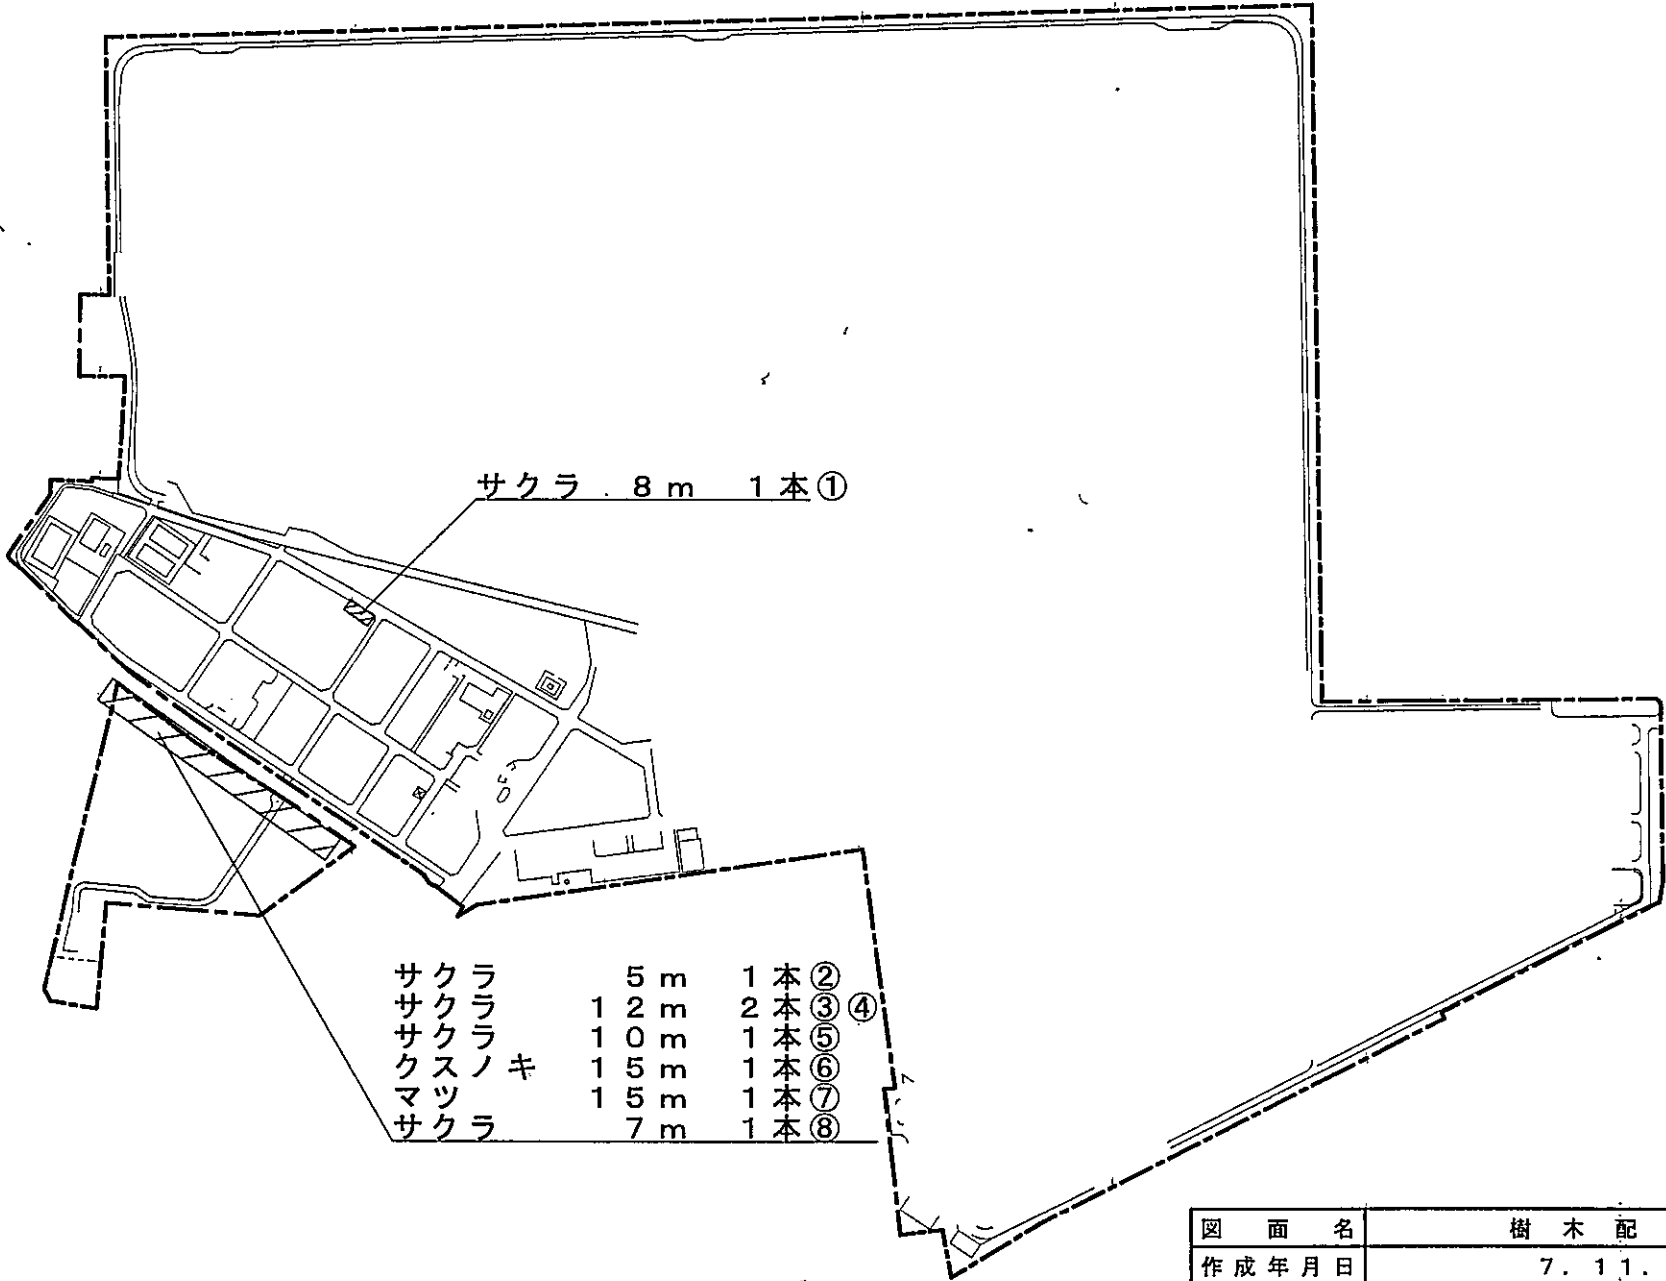 サクラ 8m 1本①
サクラ 5m 1本②
サクラ 12m 2本③④
サクラ 10m 1本⑤
クスノキ 15m 1本⑥
マツ 15m 1本⑦
サクラ 7m 1本⑧
図面名 樹木配
作成年月日 7.11.